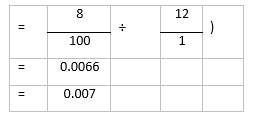 = 8/100 ÷ 12/1 )
= 0.0066
= 0.007